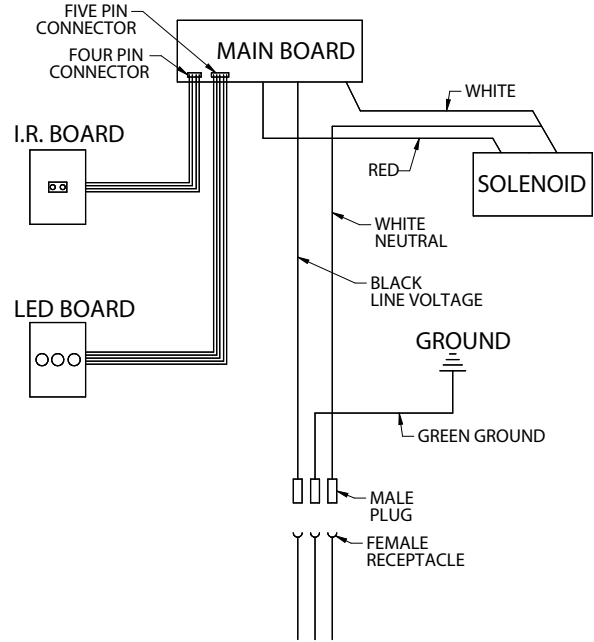 FIVE PIN
CONNECTOR
FOUR PIN
CONNECTOR
MAIN BOARD
WHITE
I.R. BOARD
RED
SOLENOID
WHITE
NEUTRAL
BLACK
LINE VOLTAGE
LED BOARD
GROUND
GREEN GROUND
MALE
PLUG
FEMALE
RECEPTACLE